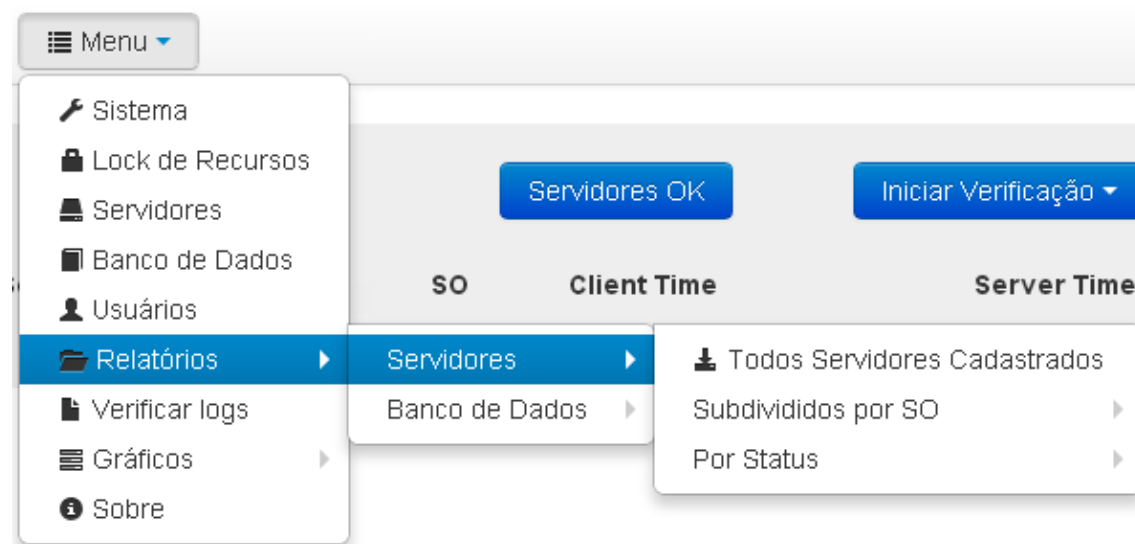 Menu
Sistema
Lock de Recursos
Servidores
Banco de Dados
Usuários
Relatórios
Verificar logs
Gráficos
Sobre
Servidores OK
Iniciar Verificação
SO Client Time Server Time
Servidores
Banco de Dados
Todos Servidores Cadastrados
Subdivididos por SO
Por Status